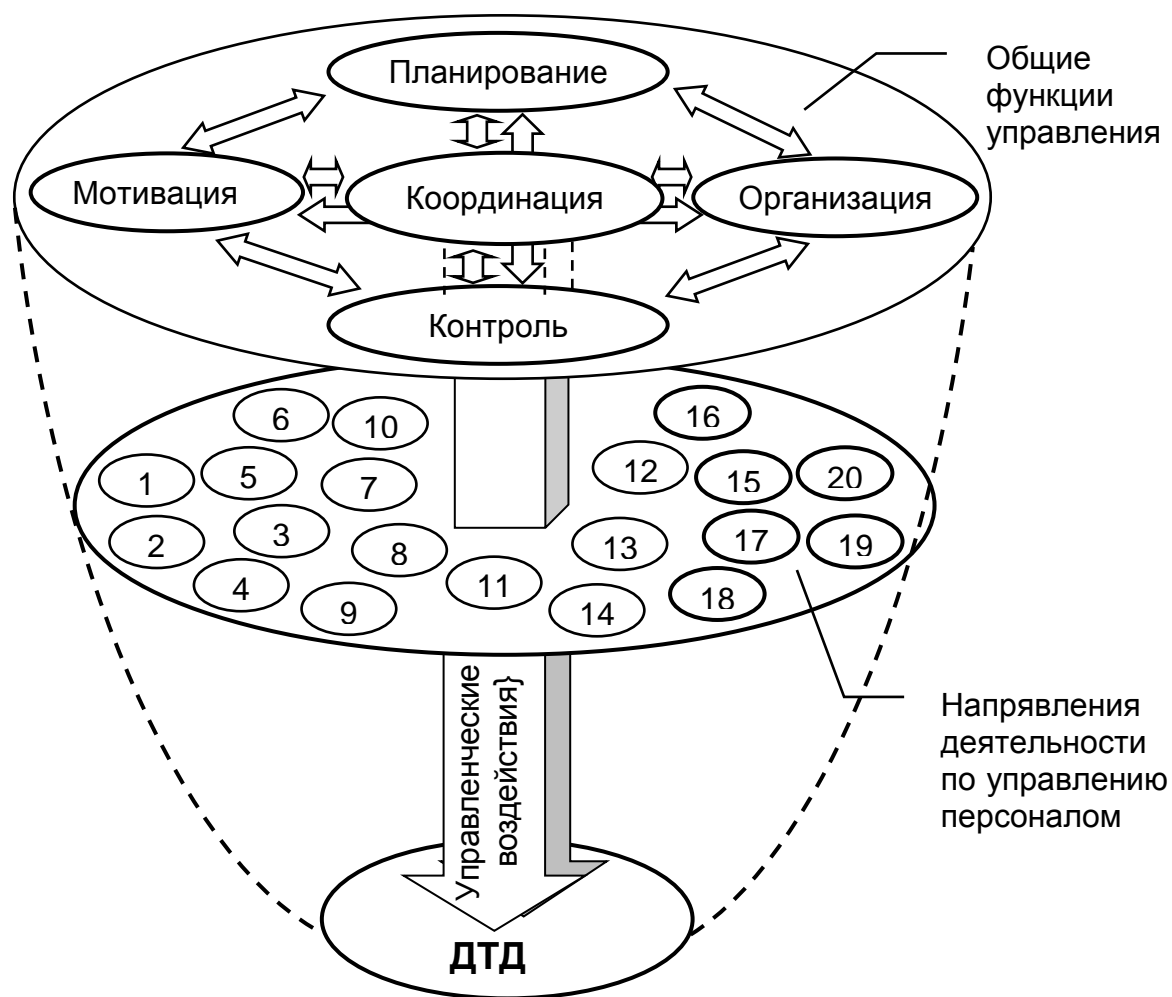 Планирование
Общие
функции
управления
Мотивация
Координация
Организация
Контроль
6
10
16
1
5
7
12
15
20
2
3
8
13
17
19
4
9
11
14
18
Управленческие
воздействия}
Напрявления
деятельности
по управлению
персоналом
ДТД